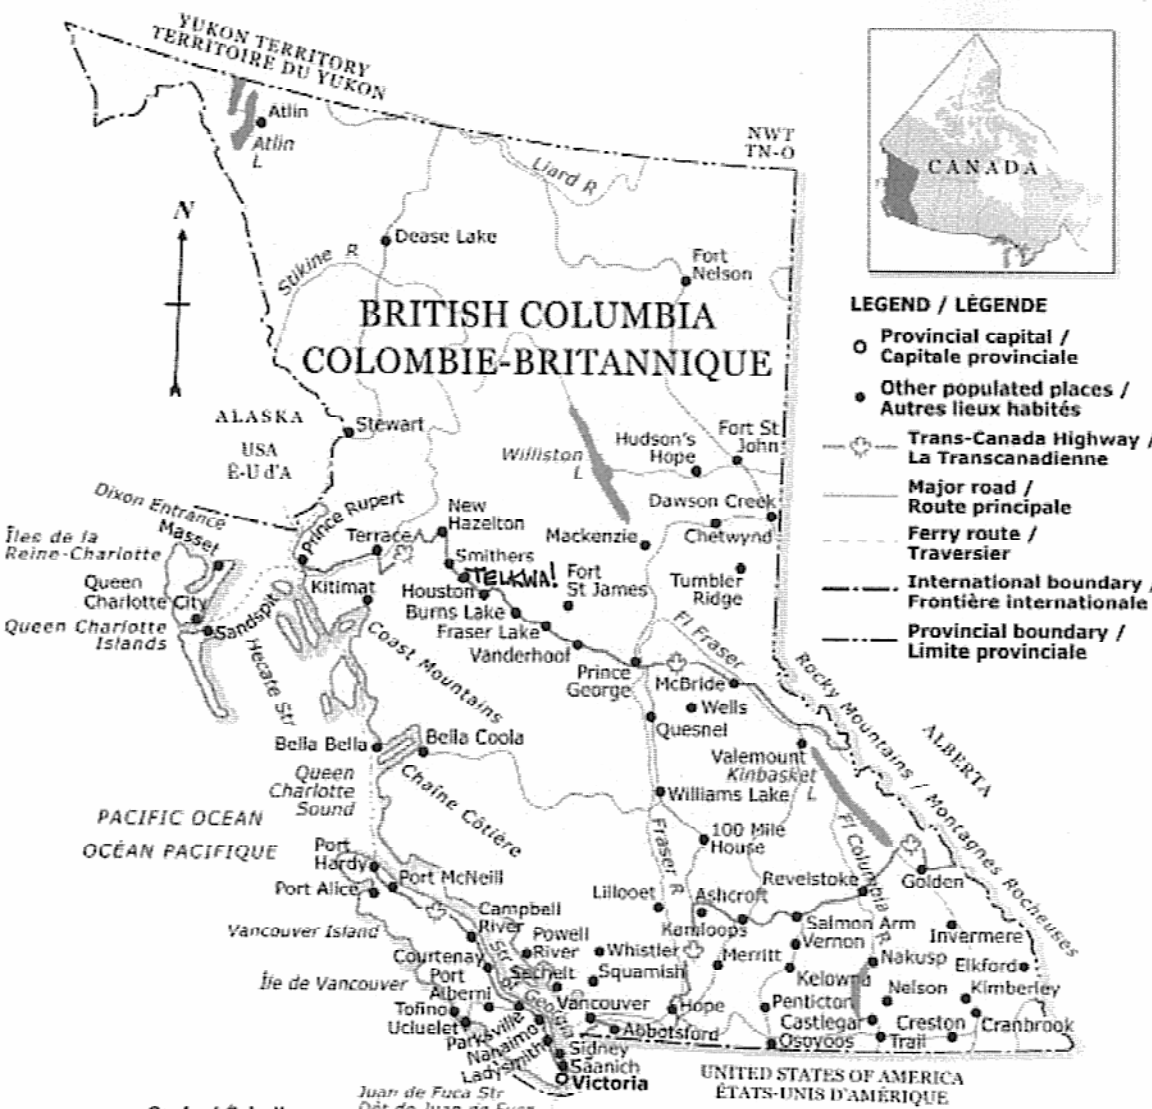 YUKON TERRITORY
TERRITOIRE DU YUKON
Atlin
Atlin
L
NWT
TN-O
Liard R
CANADA
N
Dease Lake
Stikine R
Fort
Nelson
BRITISH COLUMBIA
COLOMBIE-BRITANNIQUE
LEGEND / LÉGENDE
Provincial capital /
Capitale provinciale
Other populated places /
Autres lieux habités
Trans-Canada Highway /
La Transcanadienne
Major road /
Route principale
Ferry route /
Traversier
International boundary /
Frontière internationale
Provincial boundary /
Limite provinciale
ALASKA
USA
É-U d'A
Stewart
Williston
L
Hudson's
Hope
Fort St
John
Dixon Entrance
Masset
Prince Rupert
Terrace
New
Hazelton
Dawson Creek
Mackenzie
Chetwynd
Îles de la
Reine-Charlotte
Queen
Charlotte City
Sandspit
Queen Charlotte
Islands
Kitimat
Smithers
TELKWA!
Houston
Fort
St James
Tumbler
Ridge
Burns Lake
Fraser Lake
Vanderhoof
Prince
George
Fl Fraser
McBride
Wells
Hecate Str
Coast Mountains
Quesnel
Rocky Mountains / Montagnes Rocheuses
ALBERTA
Bella Bella
Bella Coola
Valemount
Kinbasket
L
Queen
Charlotte
Sound
Chaîne Côtière
Williams Lake
PACIFIC OCEAN
OCÉAN PACIFIQUE
100 Mile
House
Fraser R
Fl Columbia R
Port
Hardy
Port McNeill
Port Alice
Lillooet
Ashcroft
Revelstoke
Golden
Vancouver Island
Campbell
River
Powell
River
Kamloops
Salmon Arm
Vernon
Invermere
Whistler
Merritt
Nakusp
Elkford
Courtenay
Port
Alberni
Sechelt
Squamish
Kelowna
Nelson
Kimberley
Île de Vancouver
Str of Georgia
Tofino
Ucluelet
Vancouver
Hope
Penticton
Castlegar
Creston
Cranbrook
Parksville
Nanaimo
Ladysmith
Abbotsford
Osoyoos
Trail
Sidney
Saanich
Victoria
UNITED STATES OF AMERICA
ÉTATS-UNIS D'AMÉRIQUE
Juan de Fuca Str